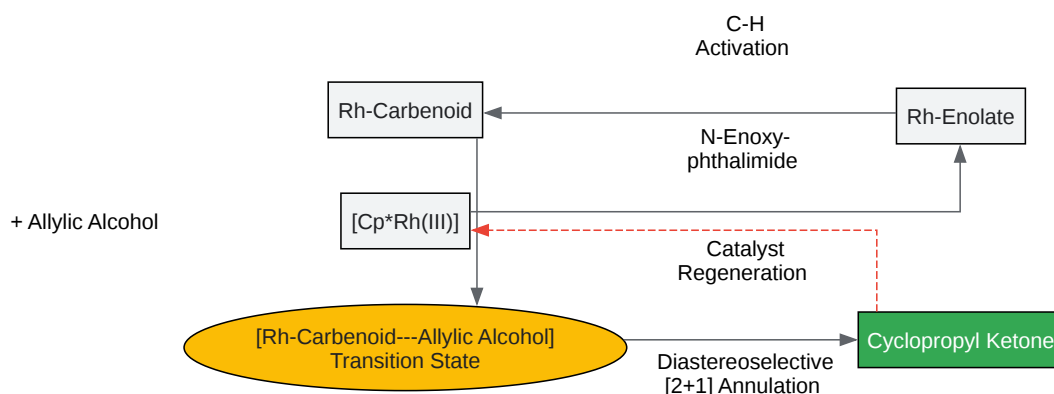 C-H
Activation
Rh-Carbenoid
Rh-Enolate
N-Enoxy-
phthalimide
+ Allylic Alcohol
[Cp*Rh(III)]
Catalyst
Regeneration
[Rh-Carbenoid---Allylic Alcohol]
Transition State
Cyclopropyl Ketone
Diastereoselective
[2+1] Annulation